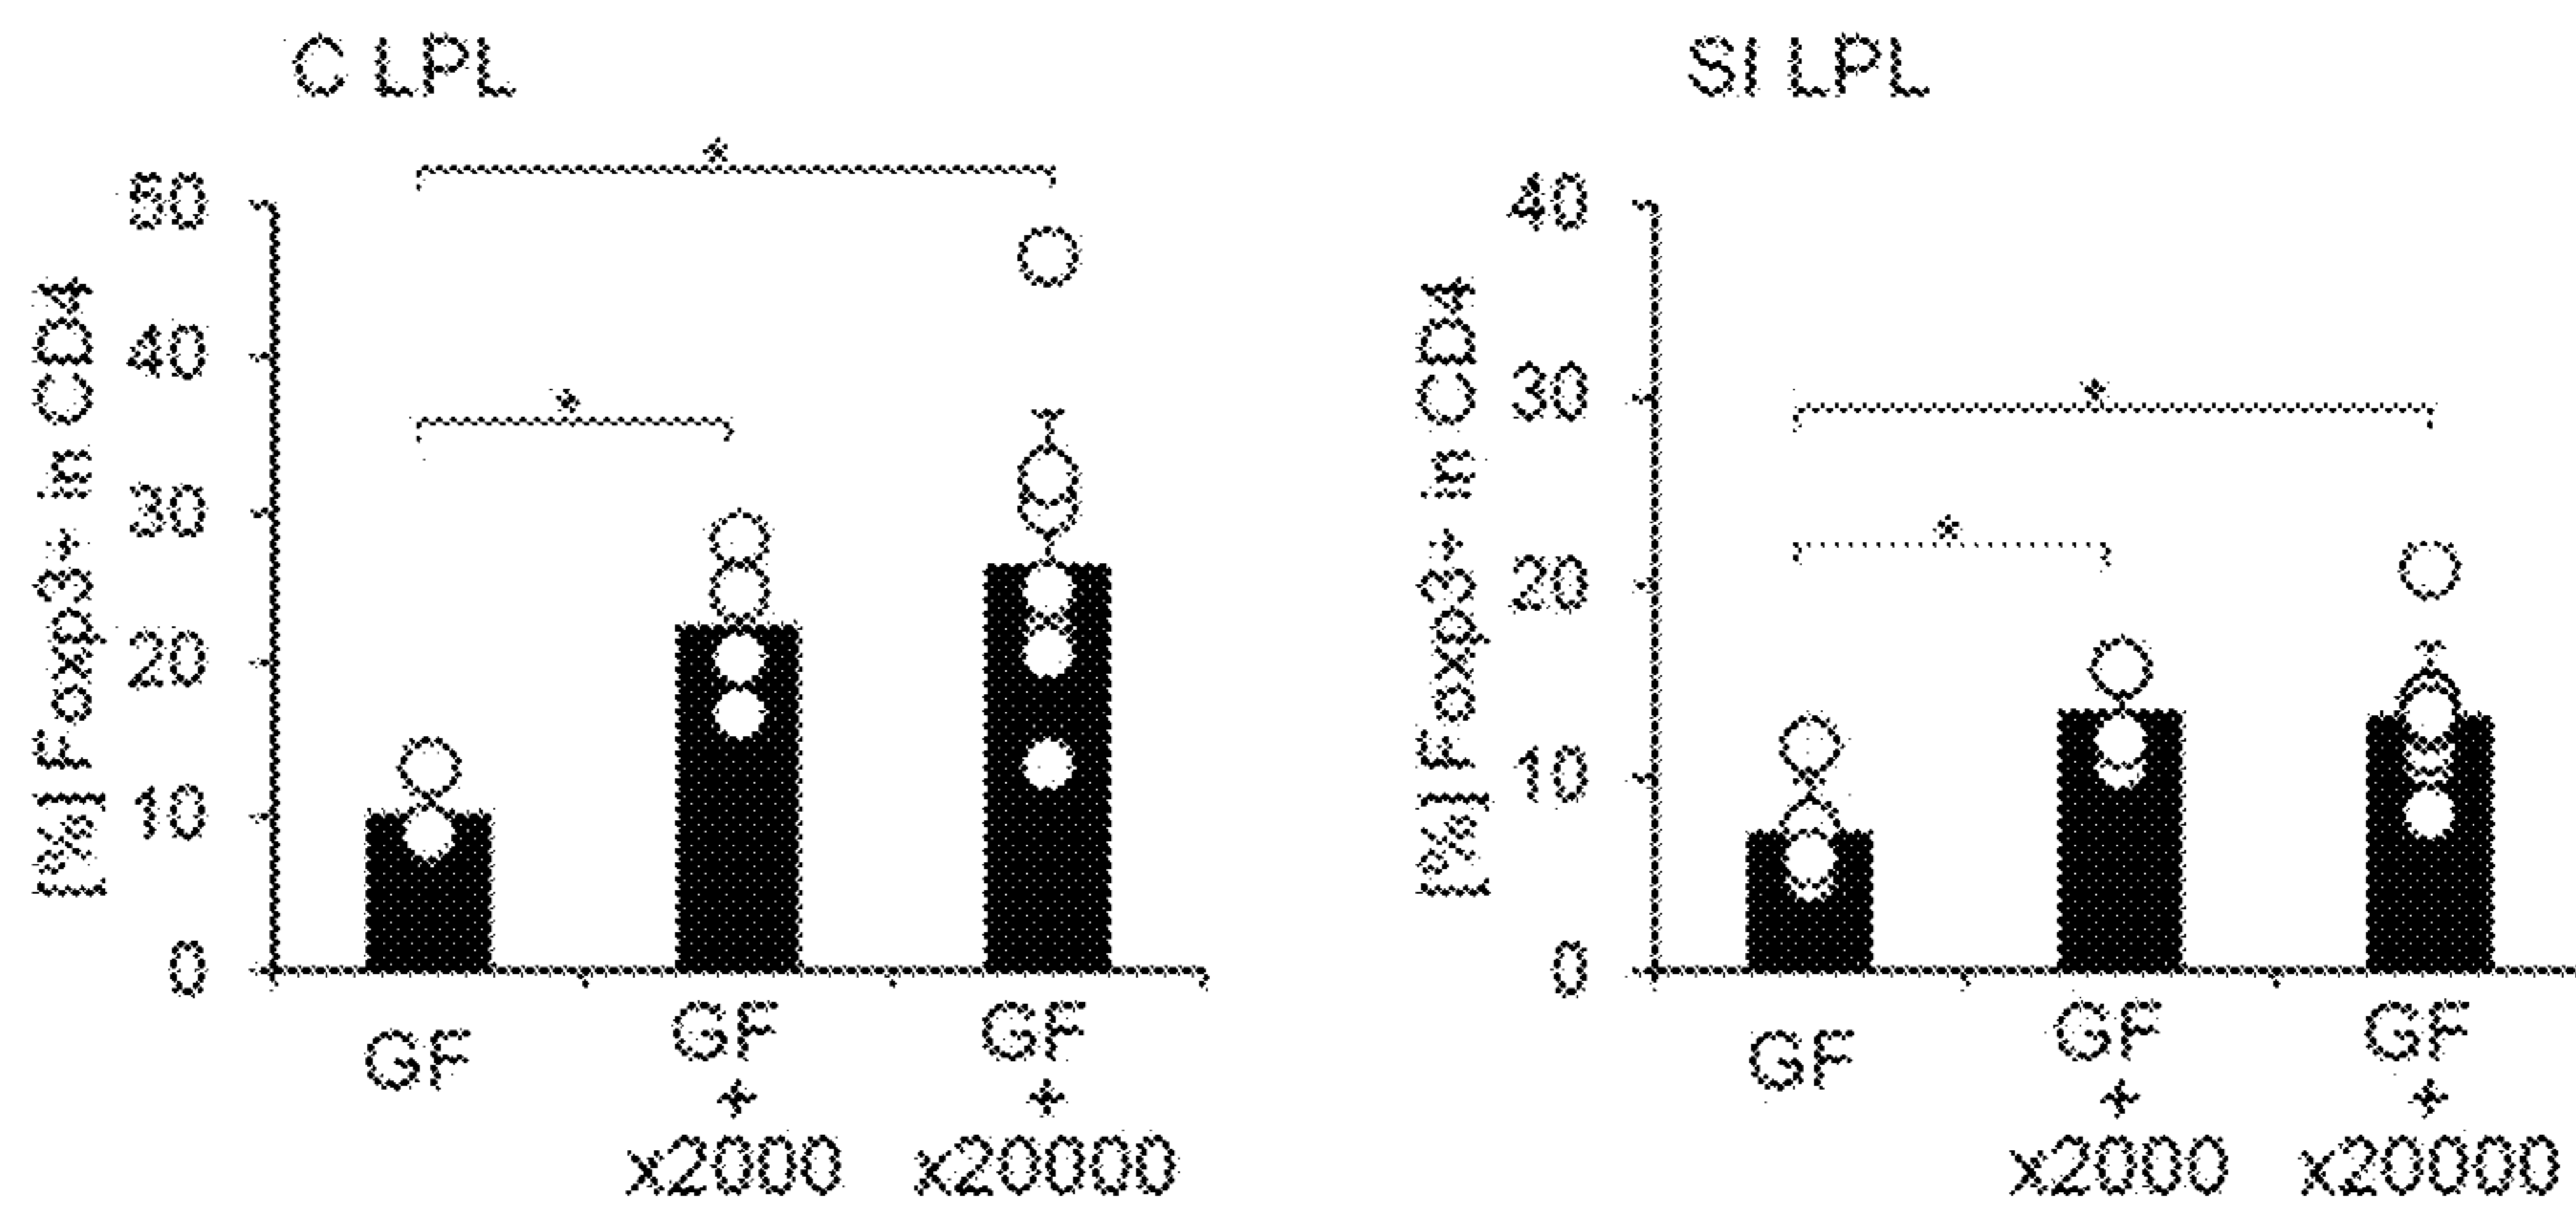 C LPL
*
*
[%] Foxp3+ in CD4
50
40
30
20
10
0
GF
GF
+
x2000
GF
+
x20000
SI LPL
*
*
[%] Foxp3+ in CD4
40
30
20
10
0
GF
GF
+
x2000
GF
+
x20000